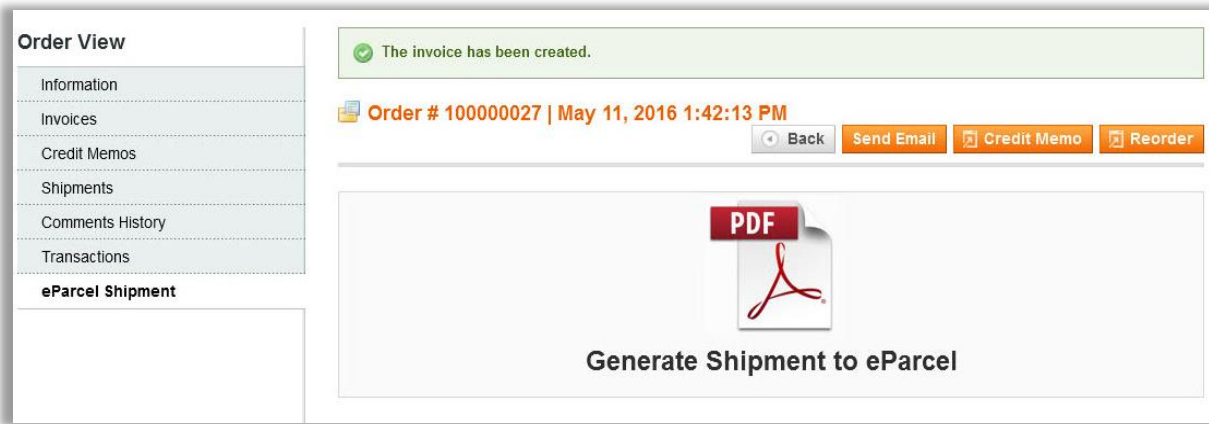 Order View
Information
Invoices
Credit Memos
Shipments
Comments History
Transactions
eParcel Shipment
The invoice has been created.
Order # 100000027 | May 11, 2016 1:42:13 PM
Back Send Email Credit Memo Reorder
PDF
Generate Shipment to eParcel